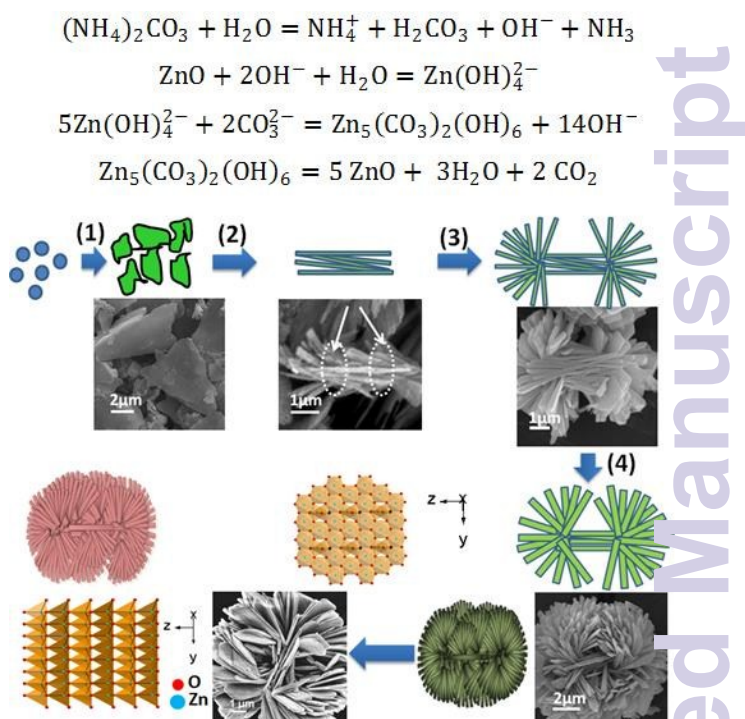 (NH₄)₂CO₃ + H₂O = NH₄⁺ + H₂CO₃ + OH⁻ + NH₃
ZnO + 2OH⁻ + H₂O = Zn(OH)₄²⁻
5Zn(OH)₄²⁻ + 2CO₃²⁻ = Zn₅(CO₃)₂(OH)₆ + 14OH⁻
Zn₅(CO₃)₂(OH)₆ = 5 ZnO + 3H₂O + 2 CO₂
(1)
(2)
(3)
2μm
1μm
1μm
(4)
z
x
y
z
x
y
O
Zn
1 μm
2μm
ed Manuscript